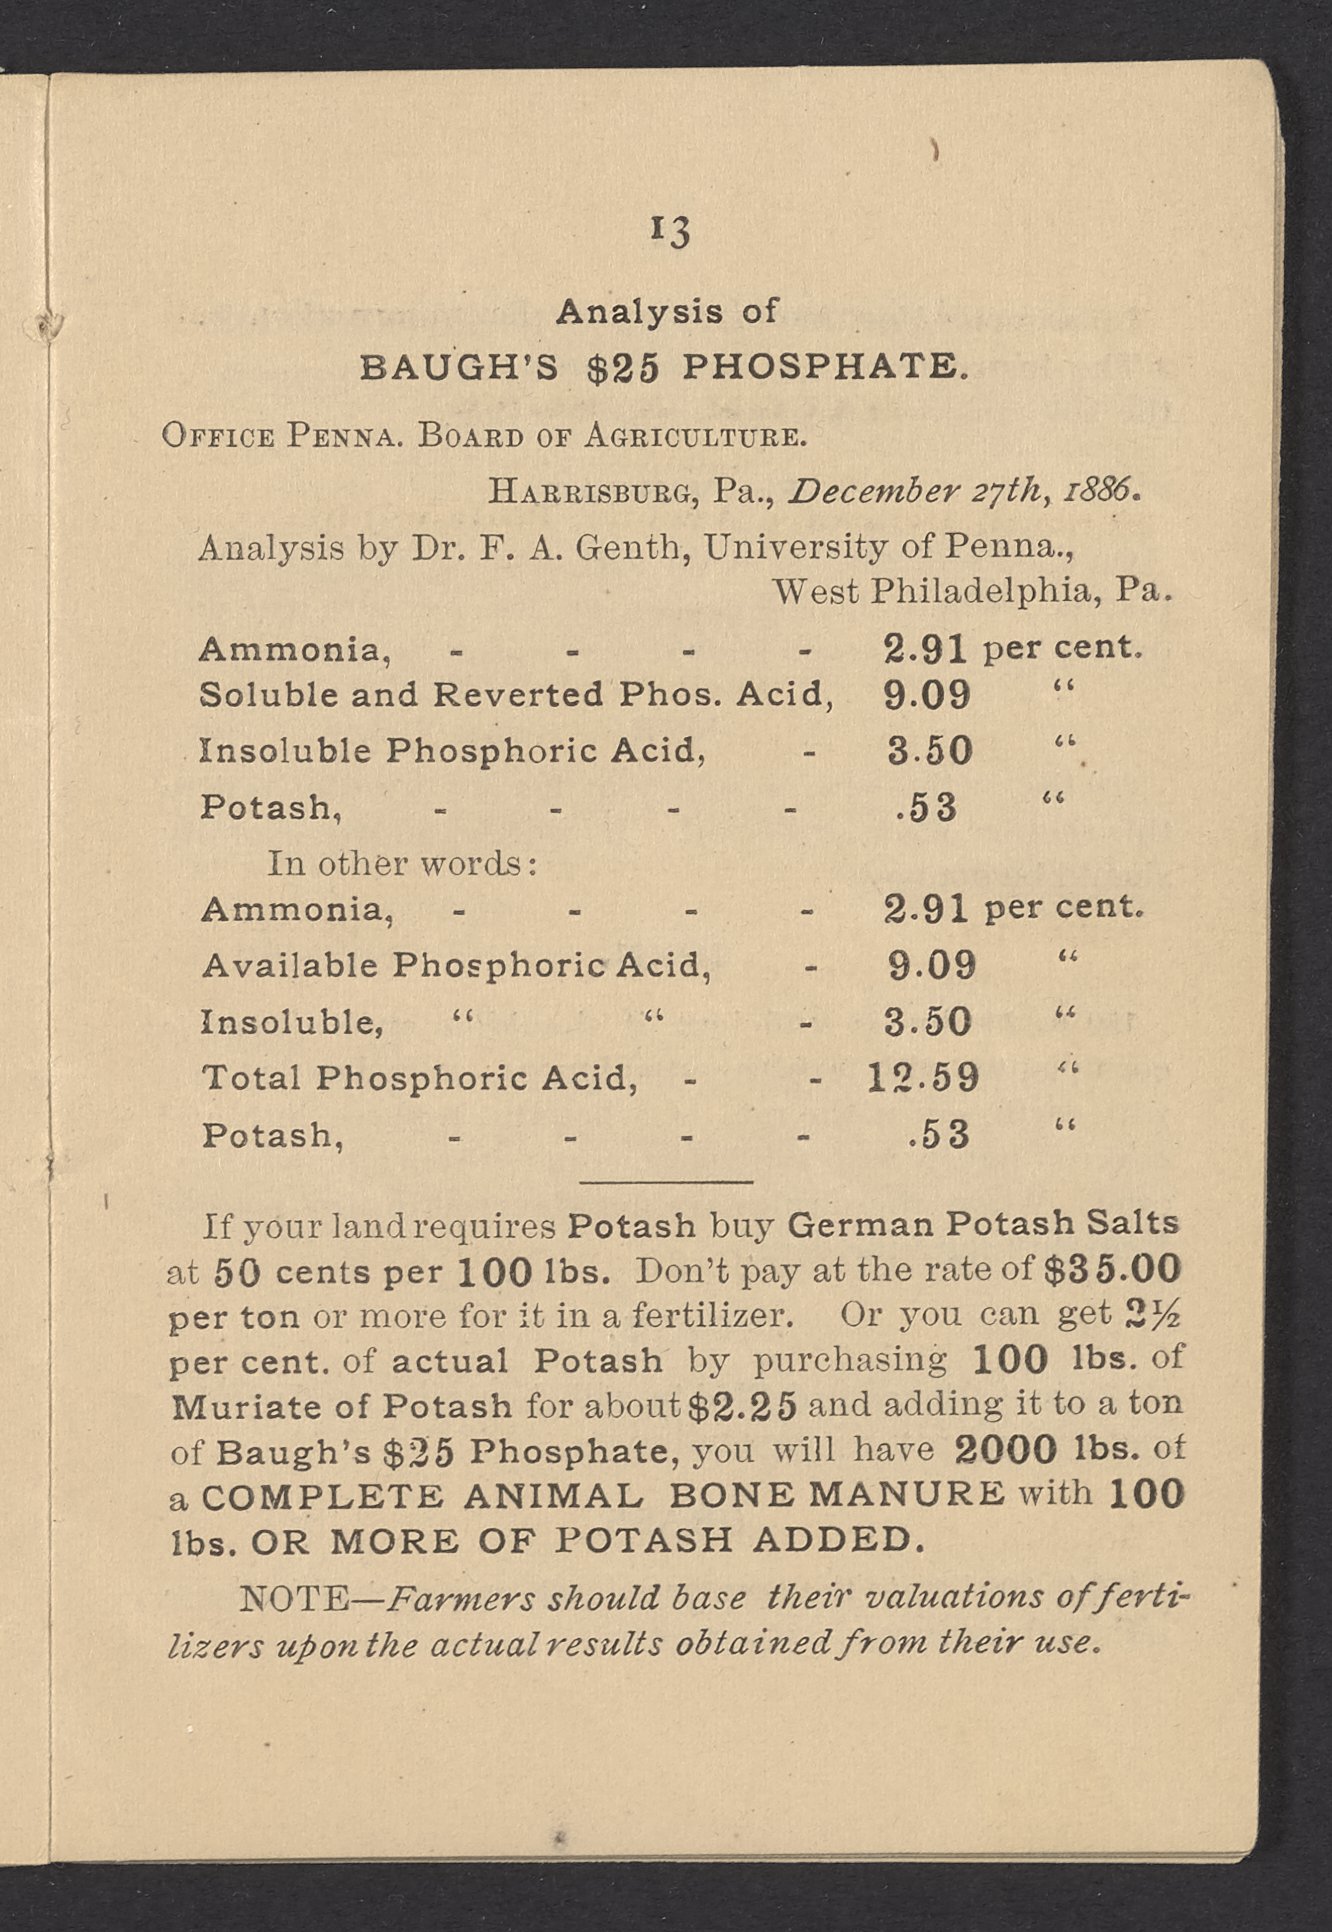 13
Analysis of
BAUGH'S $25 PHOSPHATE.
OFFICE PENNA. BOARD OF AGRICULTURE.
HARRISBURG, Pa., December 27th, 1886.
Analysis by Dr. F. A. Genth, University of Penna.,
West Philadelphia, Pa.
Ammonia, - - - - 2.91 per cent.
Soluble and Reverted Phos. Acid, 9.09 “
Insoluble Phosphoric Acid, - 3.50 “
Potash, - - - - .53 “
In other words:
Ammonia, - - - - 2.91 per cent.
Available Phosphoric Acid, - 9.09 “
Insoluble, “ “ - 3.50 “
Total Phosphoric Acid, - - 12.59 “
Potash, - - - - .53 “
If your land requires Potash buy German Potash Salts
at 50 cents per 100 lbs. Don't pay at the rate of $35.00
per ton or more for it in a fertilizer. Or you can get 2½
per cent. of actual Potash by purchasing 100 lbs. of
Muriate of Potash for about $2.25 and adding it to a ton
of Baugh's $25 Phosphate, you will have 2000 lbs. of
a COMPLETE ANIMAL BONE MANURE with 100
lbs. OR MORE OF POTASH ADDED.
NOTE—Farmers should base their valuations of ferti-
lizers upon the actual results obtained from their use.